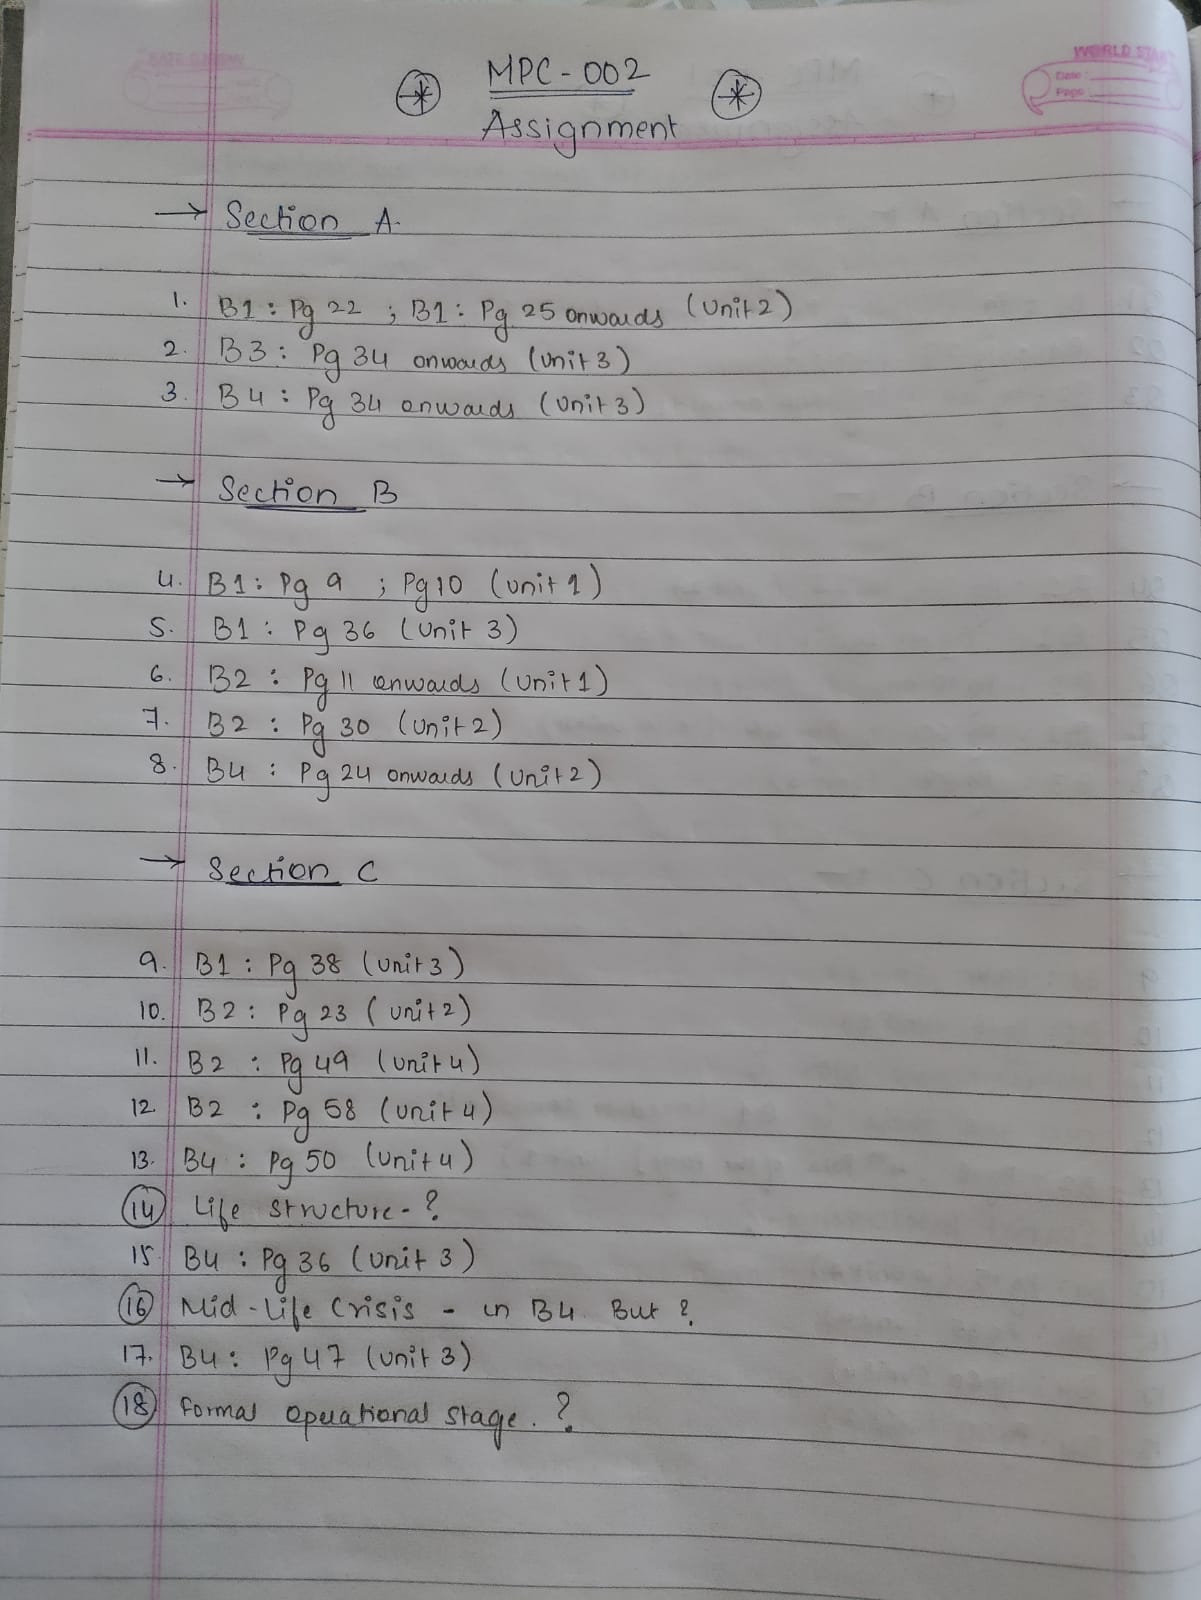 WORLD STAR
Date :
Page :
MPC - 002
Assignment
→ Section A.
1. B1 : Pg 22 ; B1 : Pg 25 onwards (Unit 2)
2. B3 : Pg 34 onwards (Unit 3)
3. B4 : Pg 34 onwards (Unit 3)
→ Section B
4. B1 : Pg 9 ; Pg 10 (Unit 1)
5. B1 : Pg 36 (Unit 3)
6. B2 : Pg 11 onwards (Unit 1)
7. B2 : Pg 30 (Unit 2)
8. B4 : Pg 24 onwards (Unit 2)
→ Section C
9. B1 : Pg 38 (Unit 3)
10. B2 : Pg 23 (Unit 2)
11. B2 : Pg 49 (Unit 4)
12 B2 : Pg 58 (Unit 4)
13. B4 : Pg 50 (Unit 4)
14 Life structure - ?
15 B4 : Pg 36 (Unit 3)
16 Mid - Life Crisis - in B4. But ?
17. B4 : Pg 47 (Unit 3)
18 Formal operational stage. ?